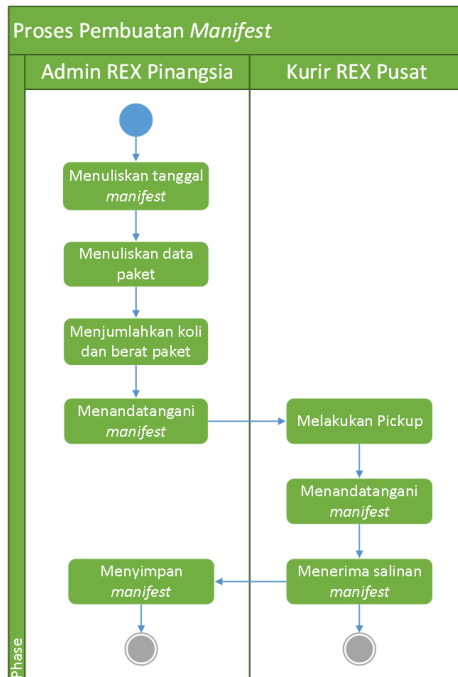 Proses Pembuatan Manifest
Admin REX Pinangsia
Kurir REX Pusat
Menuliskan tanggal
manifest
Menuliskan data
paket
Menjumlahkan koli
dan berat paket
Menandatangani
manifest
Melakukan Pickup
Menandatangani
manifest
Menerima salinan
manifest
Menyimpan
manifest
Phase